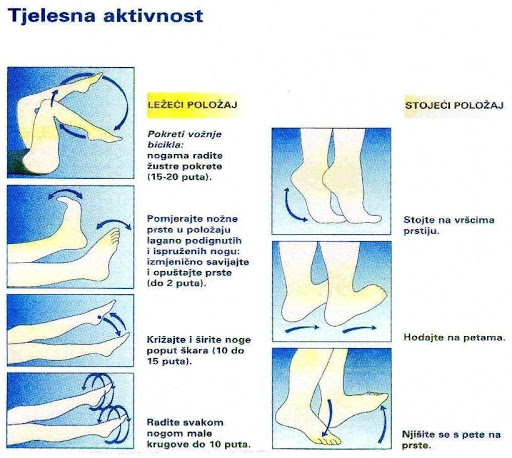 Tjelesna aktivnost
LEŽEĆI POLOŽAJ
Pokreti vožnje
bicikla:
nogama radite
žustre pokrete
(15-20 puta).
Pomjerajte nožne
prste u položaju
lagano podignutih
i ispruženih nogu:
izmjenično savijajte
i opuštajte prste
(do 2 puta).
Križajte i širite noge
poput škara (10 do
15 puta).
Radite svakom
nogom male
krugove do 10 puta.
STOJEĆI POLOŽAJ
Stojte na vršcima
prstiju.
Hodajte na petama.
Njišite se s pete na
prste.